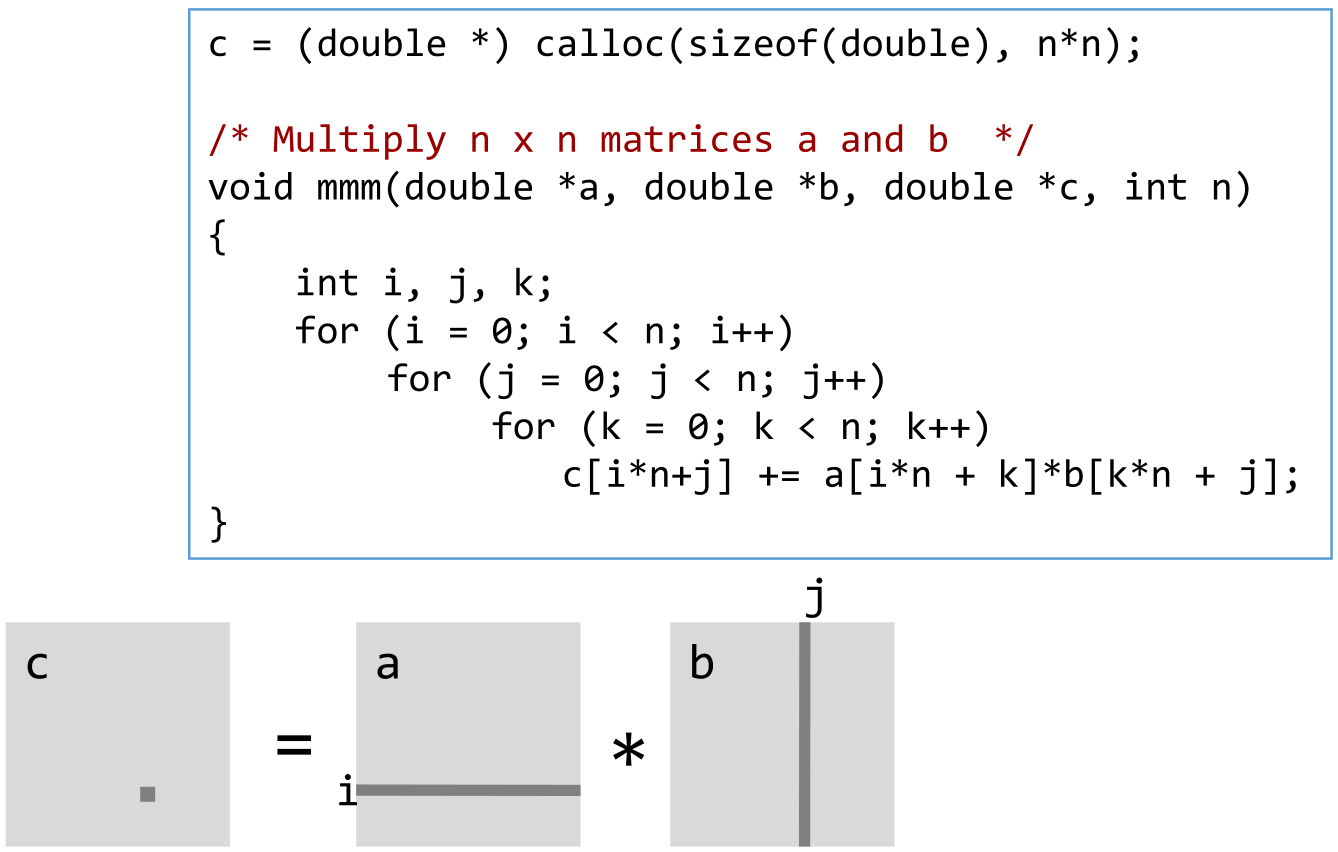 c = (double *) calloc(sizeof(double), n*n);
/* Multiply n x n matrices a and b  */
void mmm(double *a, double *b, double *c, int n)
{
    int i, j, k;
    for (i = 0; i < n; i++)
        for (j = 0; j < n; j++)
             for (k = 0; k < n; k++)
                c[i*n+j] += a[i*n + k]*b[k*n + j];
}
j
c a b
= *
i